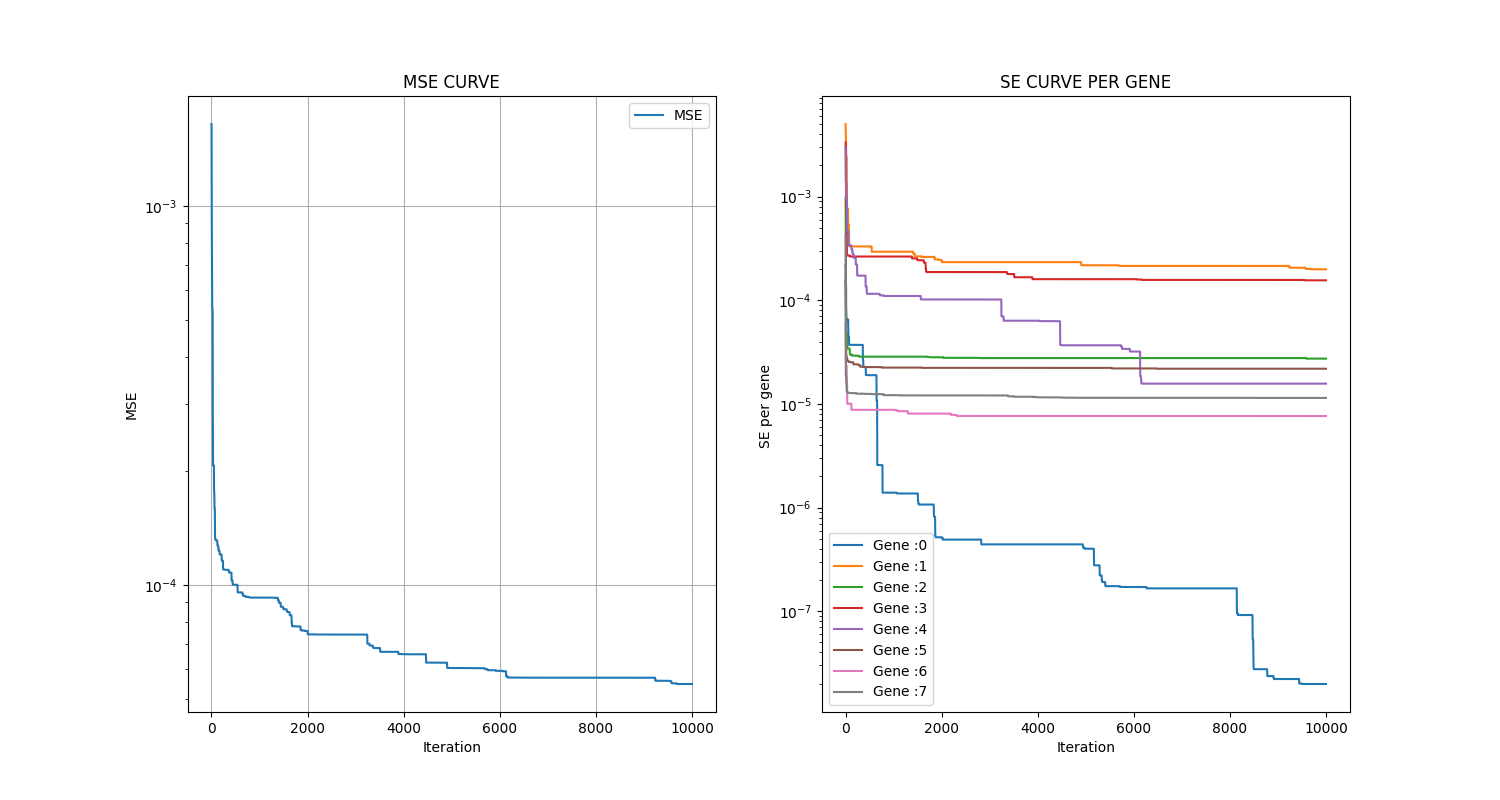 MSE CURVE
MSE
10⁻³
10⁻⁴
MSE
0 2000 4000 6000 8000 10000
Iteration
SE CURVE PER GENE
10⁻³
10⁻⁴
10⁻⁵
10⁻⁶
10⁻⁷
SE per gene
Gene :0
Gene :1
Gene :2
Gene :3
Gene :4
Gene :5
Gene :6
Gene :7
0 2000 4000 6000 8000 10000
Iteration